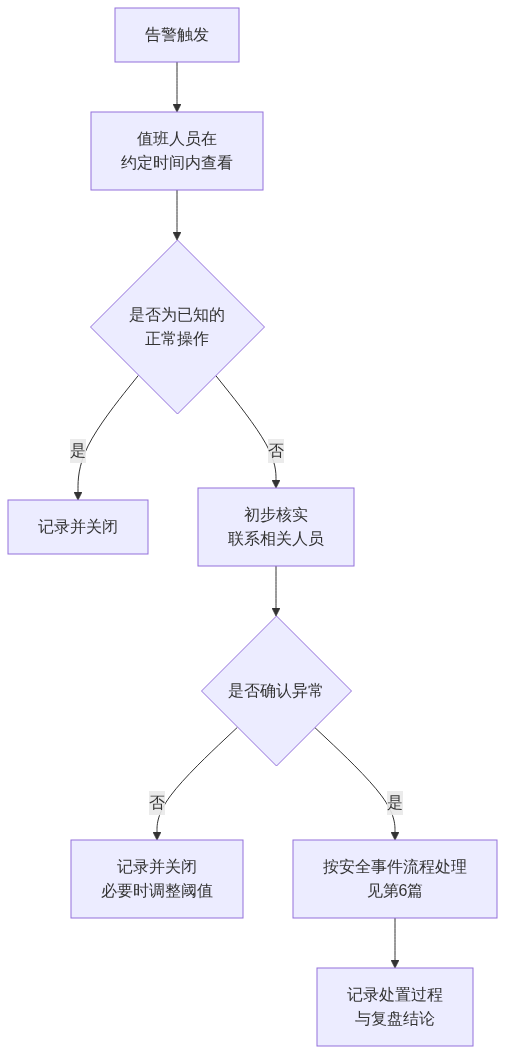 告警触发
值班人员在
约定时间内查看
是否为已知的
正常操作
是
否
记录并关闭
初步核实
联系相关人员
是否确认异常
否
是
记录并关闭
必要时调整阈值
按安全事件流程处理
见第6篇
记录处置过程
与复盘结论